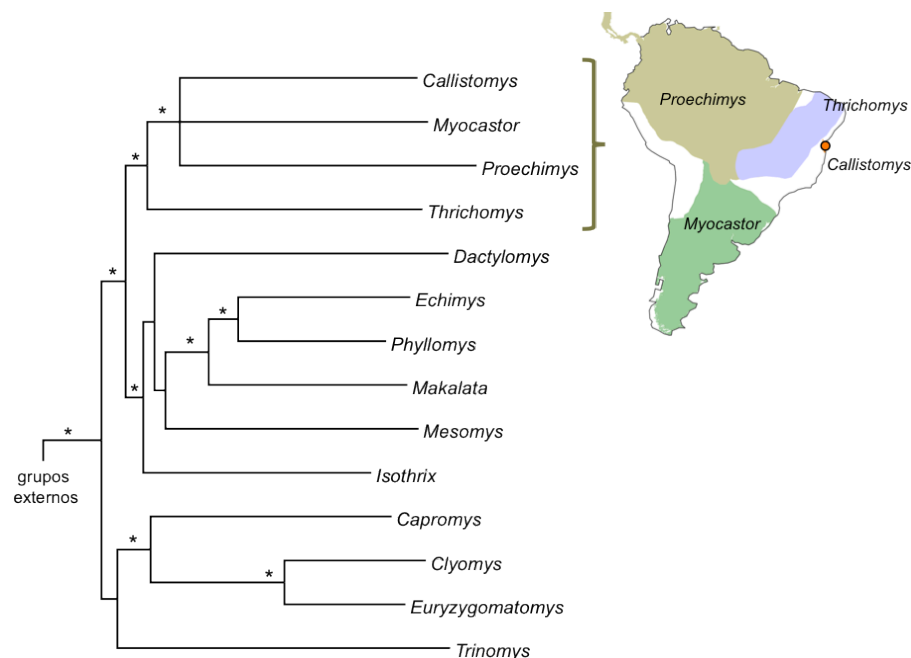 Callistomys
Myocastor
Proechimys
Thrichomys
Dactylomys
Echimys
Phyllomys
Makalata
Mesomys
Isothrix
Capromys
Clyomys
Euryzygomatomys
Trinomys
grupos
externos
*
*
*
*
*
*
*
*
*
Proechimys
Thrichomys
Callistomys
Myocastor